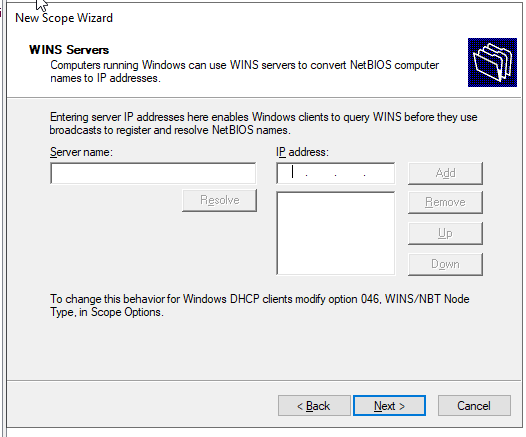 New Scope Wizard
WINS Servers
Computers running Windows can use WINS servers to convert NetBIOS computer
names to IP addresses.
Entering server IP addresses here enables Windows clients to query WINS before they use
broadcasts to register and resolve NetBIOS names.
Server name:
IP address:
. . .
Add
Resolve
Remove
Up
Down
To change this behavior for Windows DHCP clients modify option 046, WINS/NBT Node
Type, in Scope Options.
< Back
Next >
Cancel